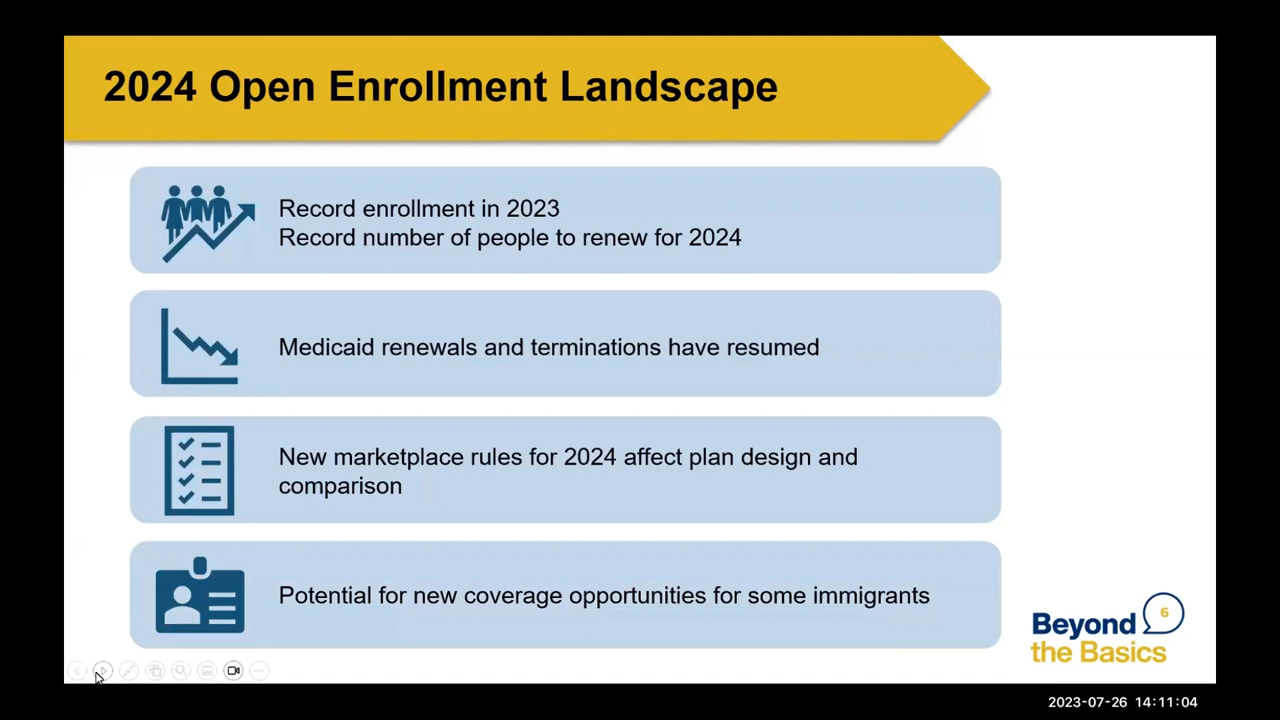 2024 Open Enrollment Landscape
Record enrollment in 2023
Record number of people to renew for 2024
Medicaid renewals and terminations have resumed
New marketplace rules for 2024 affect plan design and
comparison
Potential for new coverage opportunities for some immigrants
6
Beyond
the Basics
2023-07-26 14:11:04